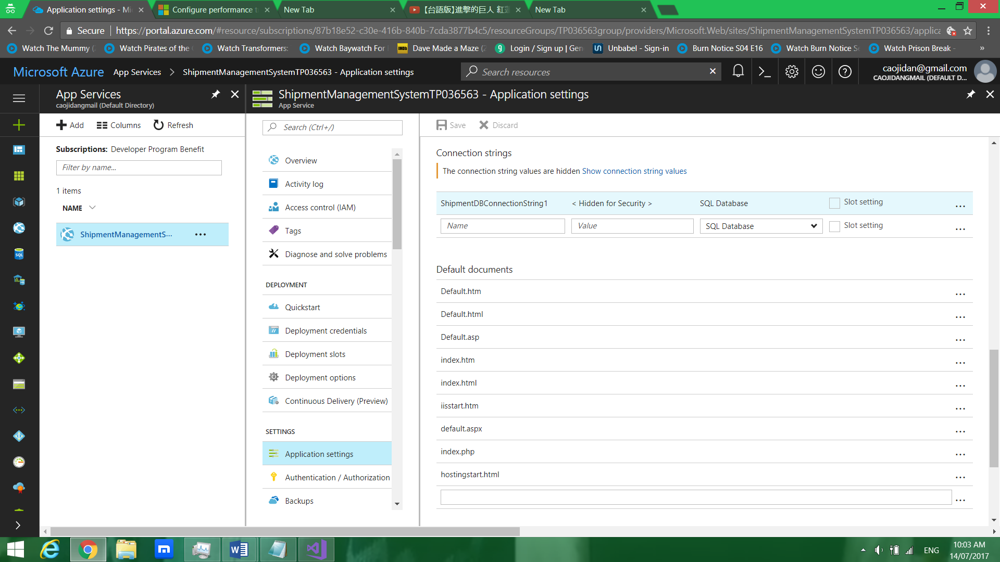 Application settings - Mi
Configure performance t
New Tab
【台語版】進擊的巨人 紅蓮
New Tab
Secure
https://portal.azure.com/#resource/subscriptions/87b18e52-c30e-416b-840b-7cda3877b4c5/resourceGroups/TP036563group/providers/Microsoft.Web/sites/ShipmentManagementSystemTP036563/applica
Watch The Mummy (
Watch Pirates of the
Watch Transformers:
Watch Baywatch For
IMDb
Dave Made a Maze (2
Login / Sign up | Gen
Unbabel - Sign-in
Burn Notice S04 E16
Watch Burn Notice S
Watch Prison Break -
»
Microsoft Azure
App Services
ShipmentManagementSystemTP036563 - Application settings
Search resources
caojidan@gmail.com
CAOJIDANGMAIL (DEFAULT D...
App Services
caojidangmail (Default Directory)
ShipmentManagementSystemTP036563 - Application settings
App Service
Add
Columns
Refresh
Subscriptions: Developer Program Benefit
Filter by name...
1 items
NAME
ShipmentManagementS...
SQL
Search (Ctrl+/)
Overview
Activity log
Access control (IAM)
Tags
Diagnose and solve problems
DEPLOYMENT
Quickstart
Deployment credentials
Deployment slots
Deployment options
Continuous Delivery (Preview)
SETTINGS
Application settings
Authentication / Authorization
Backups
Save
Discard
Connection strings
The connection string values are hidden Show connection string values
ShipmentDBConnectionString1
< Hidden for Security >
SQL Database
Slot setting
...
Name
Value
SQL Database
Slot setting
...
Default documents
Default.htm
...
Default.html
...
Default.asp
...
index.htm
...
index.html
...
iisstart.htm
...
default.aspx
...
index.php
...
hostingstart.html
...
...
ENG
10:03 AM
14/07/2017